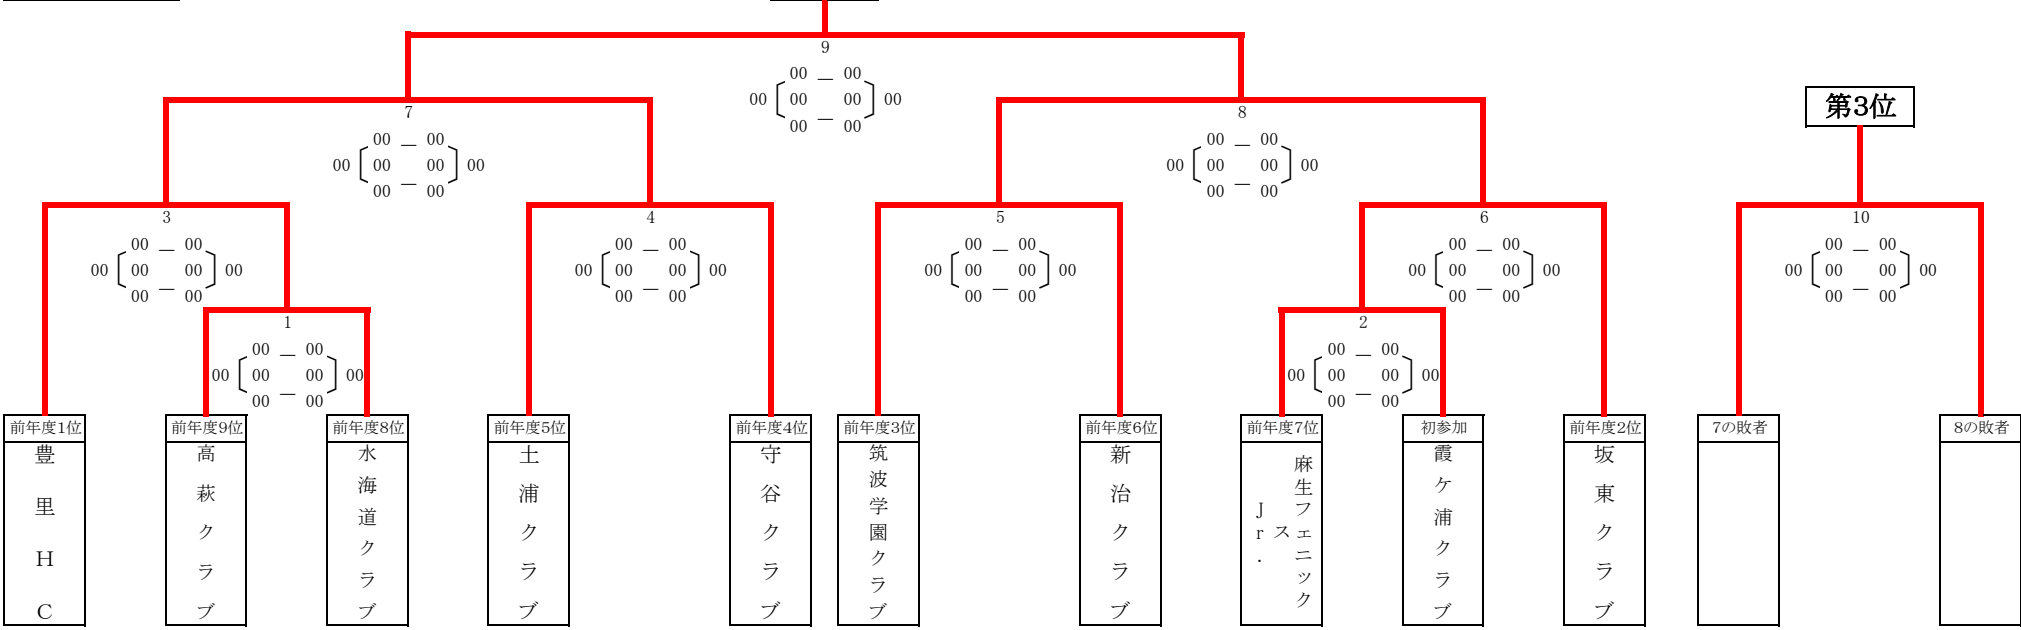 9
00 － 00
00 00 00 00
00 － 00
第3位
7
00 － 00
00 00 00 00
00 － 00
8
00 － 00
00 00 00 00
00 － 00
3
00 － 00
00 00 00 00
00 － 00
4
00 － 00
00 00 00 00
00 － 00
5
00 － 00
00 00 00 00
00 － 00
6
00 － 00
00 00 00 00
00 － 00
10
00 － 00
00 00 00 00
00 － 00
1
00 － 00
00 00 00 00
00 － 00
2
00 － 00
00 00 00 00
00 － 00
前年度1位
豊里HC
前年度9位
高萩クラブ
前年度8位
水海道クラブ
前年度5位
土浦クラブ
前年度4位
守谷クラブ
前年度3位
筑波学園クラブ
前年度6位
新治クラブ
前年度7位
麻生フェニック
ス
Jr.
初参加
霞ケ浦クラブ
前年度2位
坂東クラブ
7の敗者
8の敗者